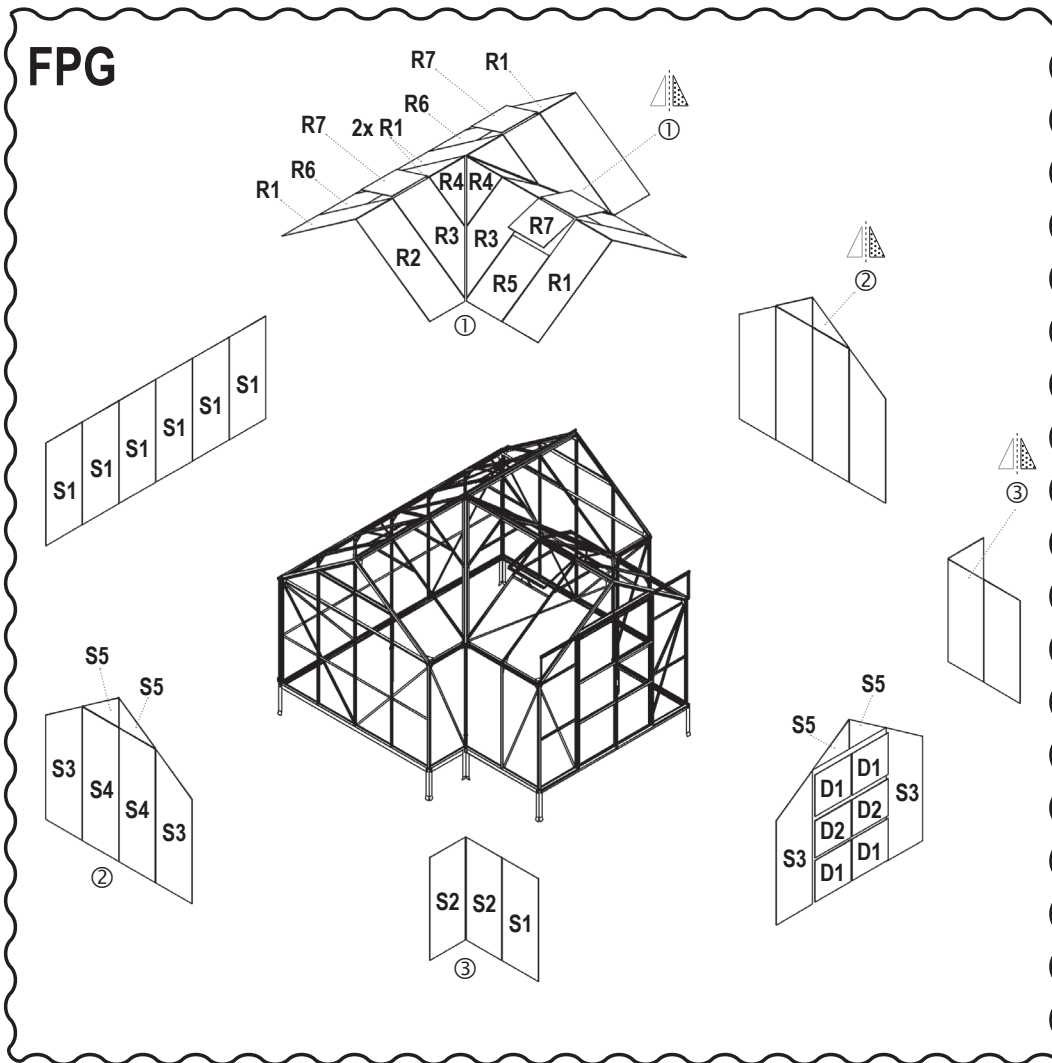 FPG
R7
R1
R6
R7
2x R1
R6
R1
①
R4 R4
R3 R3
R2
R7
R5
R1
①
②
③
S1 S1 S1 S1 S1 S1
S5
S5
S3 S4 S4 S3
②
S2 S2 S1
③
S5
S5
D1 D1
D2 D2
D1 D1
S3
S3